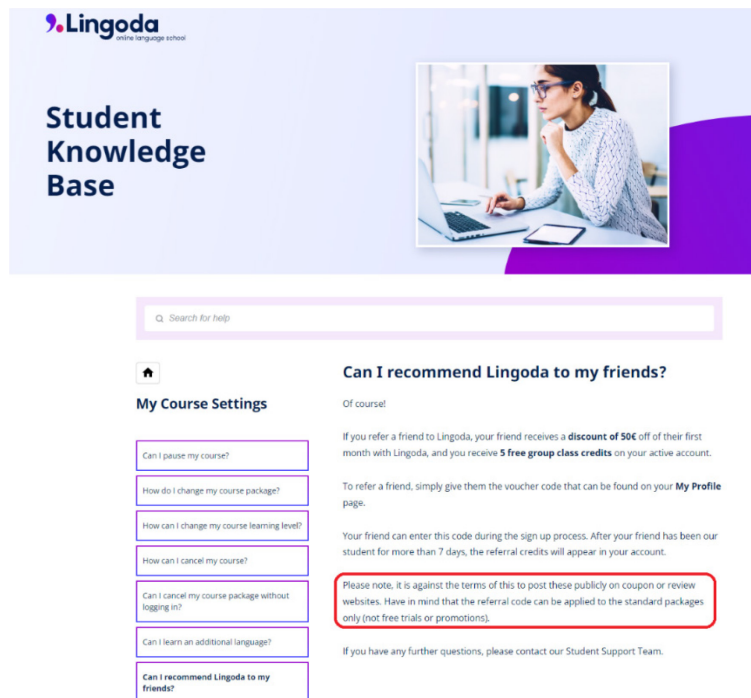 Lingoda
online language school
Student
Knowledge
Base
Search for help
My Course Settings
Can I pause my course?
How do I change my course package?
How can I change my course learning level?
How can I cancel my course?
Can I cancel my course package without
logging in?
Can I learn an additional language?
Can I recommend Lingoda to my
friends?
Can I recommend Lingoda to my friends?
Of course!
If you refer a friend to Lingoda, your friend receives a discount of 50€ off of their first
month with Lingoda, and you receive 5 free group class credits on your active account.
To refer a friend, simply give them the voucher code that can be found on your My Profile
page.
Your friend can enter this code during the sign up process. After your friend has been our
student for more than 7 days, the referral credits will appear in your account.
Please note, it is against the terms of this to post these publicly on coupon or review
websites. Have in mind that the referral code can be applied to the standard packages
only (not free trials or promotions).
If you have any further questions, please contact our Student Support Team.